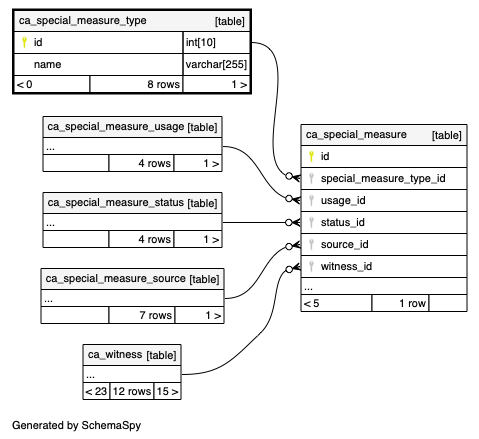 ca_special_measure_type [table]
id int[10]
name varchar[255]
< 0 8 rows 1 >
ca_special_measure_usage [table]
...
4 rows 1 >
ca_special_measure_status [table]
...
4 rows 1 >
ca_special_measure_source [table]
...
7 rows 1 >
ca_witness [table]
...
< 23 12 rows 15 >
ca_special_measure [table]
id
special_measure_type_id
usage_id
status_id
source_id
witness_id
...
< 5 1 row
Generated by SchemaSpy